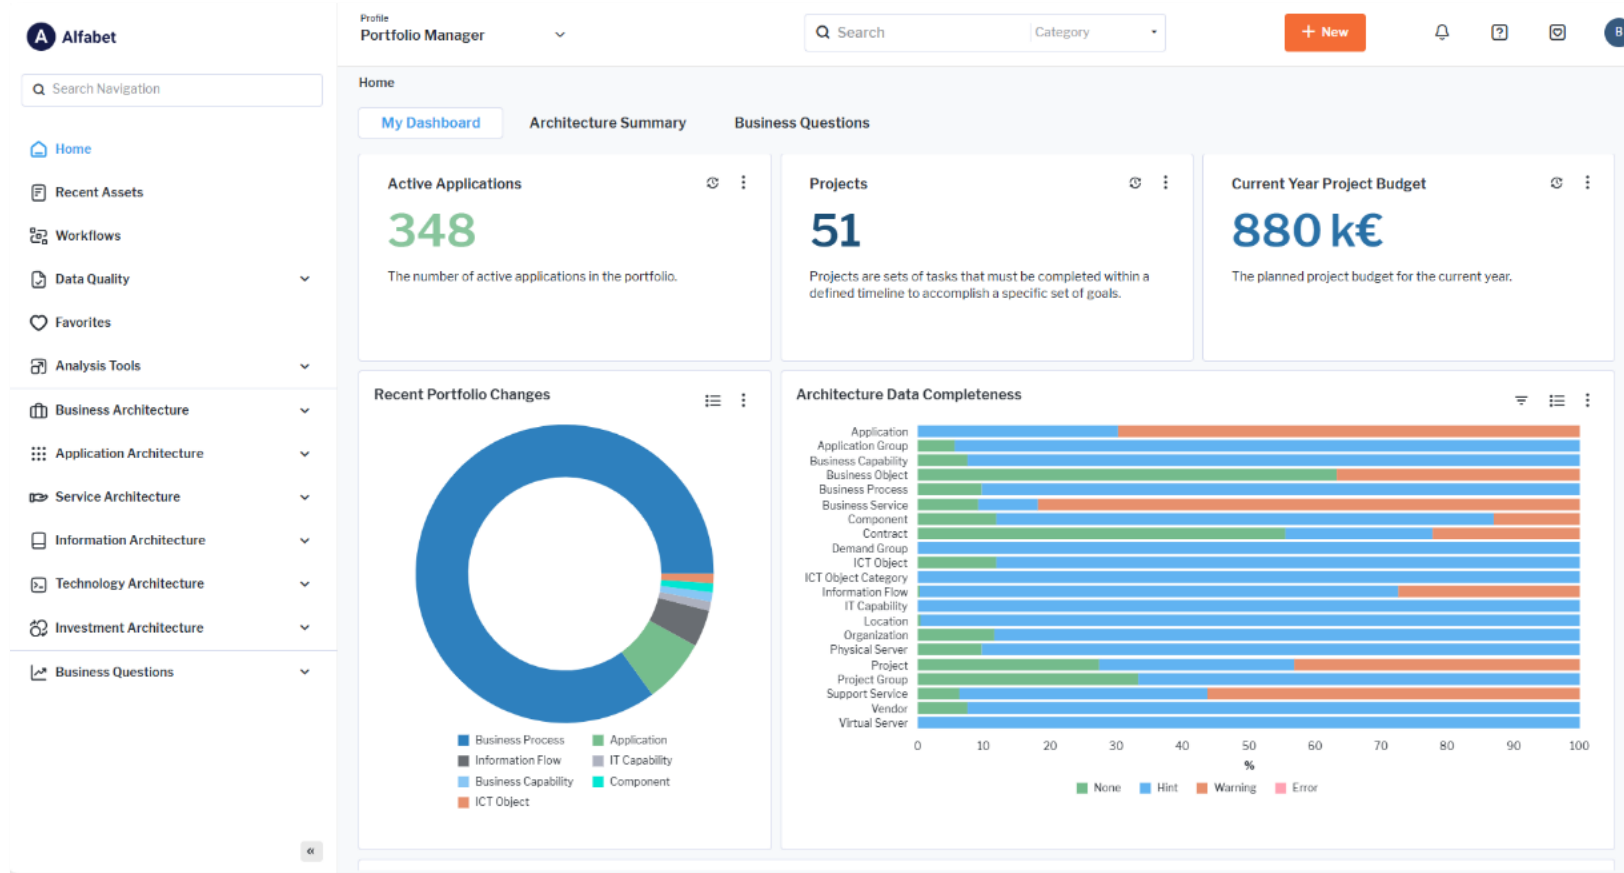 Alfabet
Search Navigation
Home
Recent Assets
Workflows
Data Quality
Favorites
Analysis Tools
Business Architecture
Application Architecture
Service Architecture
Information Architecture
Technology Architecture
Investment Architecture
Business Questions
«
Profile
Portfolio Manager
Search
Category
+ New
B
Home
My Dashboard
Architecture Summary
Business Questions
Active Applications
348
The number of active applications in the portfolio.
Projects
51
Projects are sets of tasks that must be completed within a
defined timeline to accomplish a specific set of goals.
Current Year Project Budget
880 k€
The planned project budget for the current year.
Recent Portfolio Changes
Business Process
Application
Information Flow
IT Capability
Business Capability
Component
ICT Object
Architecture Data Completeness
Application
Application Group
Business Capability
Business Object
Business Process
Business Service
Component
Contract
Demand Group
ICT Object
ICT Object Category
Information Flow
IT Capability
Location
Organization
Physical Server
Project
Project Group
Support Service
Vendor
Virtual Server
0 10 20 30 40 50 60 70 80 90 100
%
None Hint Warning Error